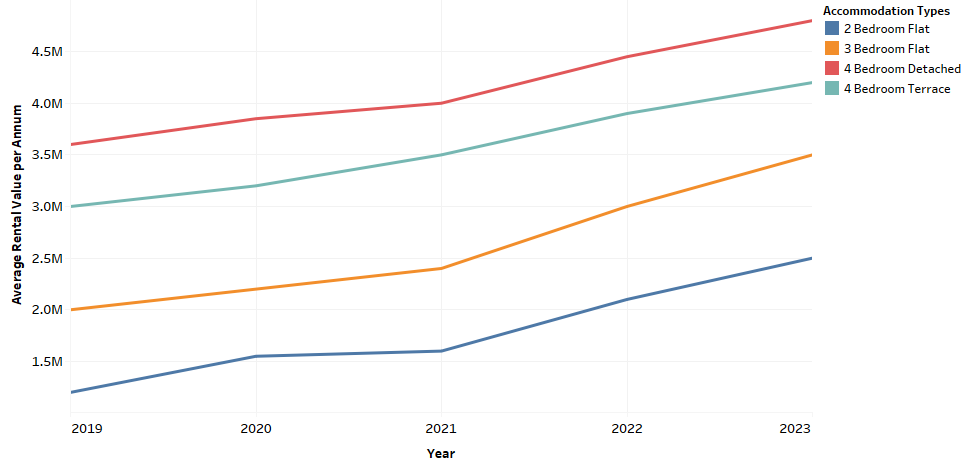 Accommodation Types
2 Bedroom Flat
3 Bedroom Flat
4 Bedroom Detached
4 Bedroom Terrace
Average Rental Value per Annum
4.5M
4.0M
3.5M
3.0M
2.5M
2.0M
1.5M
2019 2020 2021 2022 2023
Year